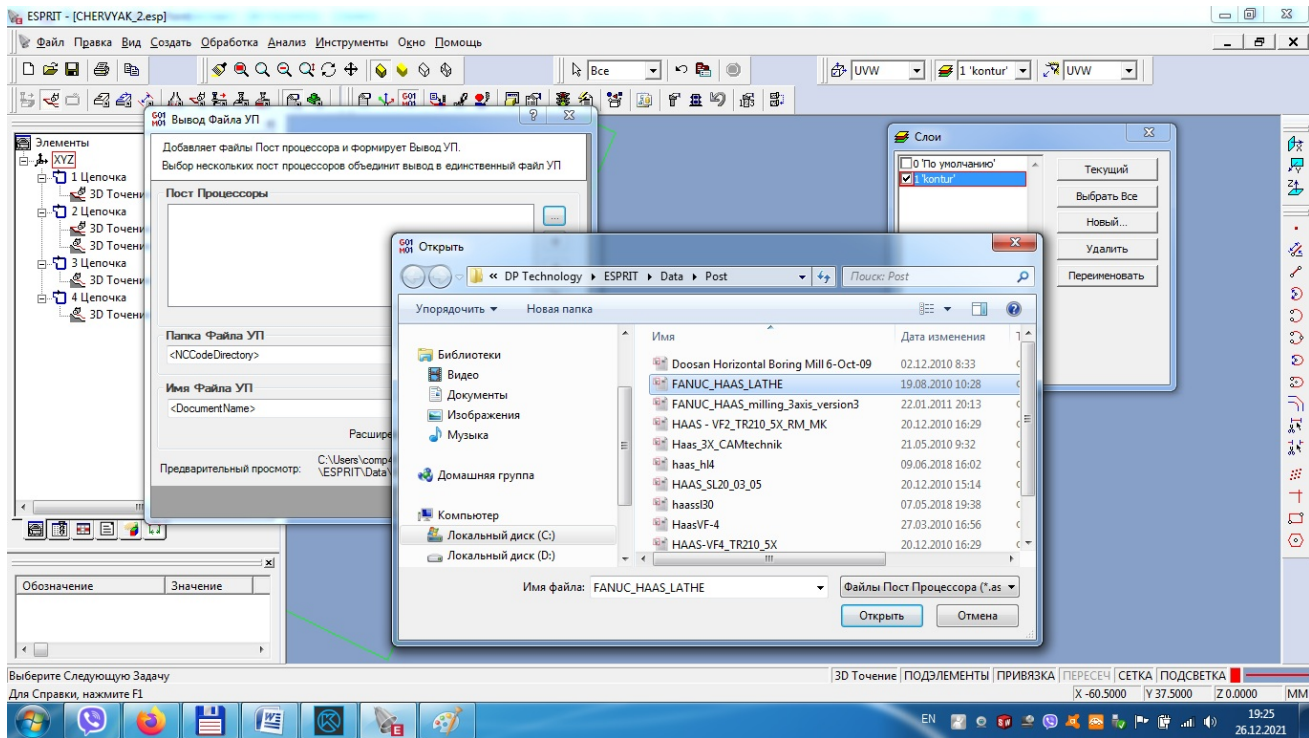 ESPRIT - [CHERVYAK_2.esp]
Файл Правка Вид Создать Обработка Анализ Инструменты Окно Помощь
Все
UVW
1 'kontur'
UVW
Вывод Файла УП
Добавляет файлы Пост процессора и формирует Вывод УП.
Выбор нескольких пост процессоров объединит вывод в единственный файл УП
Пост Процессоры
...
Папка Файла УП
<NCCodeDirectory>
Имя Файла УП
<DocumentName>
Расшире
Предварительный просмотр:
C:\Users\comp4
\ESPRIT\Data\
Элементы
XYZ
1 Цепочка
3D Точени
2 Цепочка
3D Точени
3D Точени
3 Цепочка
3D Точени
4 Цепочка
3D Точени
Слои
0 'По умолчанию'
1 'kontur'
Текущий
Выбрать Все
Новый...
Удалить
Переименовать
Открыть
« DP Technology ▸ ESPRIT ▸ Data ▸ Post
Поиск: Post
Упорядочить
Новая папка
Библиотеки
Видео
Документы
Изображения
Музыка
Домашняя группа
Компьютер
Локальный диск (C:)
Локальный диск (D:)
Имя Дата изменения
Doosan Horizontal Boring Mill 6-Oct-09 02.12.2010 8:33
FANUC_HAAS_LATHE 19.08.2010 10:28
FANUC_HAAS_milling_3axis_version3 22.01.2011 20:13
HAAS - VF2_TR210_5X_RM_MK 20.12.2010 16:29
Haas_3X_CAMtechnik 21.05.2010 9:32
haas_hl4 09.06.2018 16:02
HAAS_SL20_03_05 20.12.2010 15:14
haassl30 07.05.2018 19:38
HaasVF-4 27.03.2010 16:56
HAAS-VF4_TR210_5X 20.12.2010 16:29
Имя файла: FANUC_HAAS_LATHE
Файлы Пост Процессора (*.as
Открыть
Отмена
Обозначение Значение
Выберите Следующую Задачу
3D Точение ПОДЭЛЕМЕНТЫ ПРИВЯЗКА ПЕРЕСЕЧ СЕТКА ПОДСВЕТКА
Для Справки, нажмите F1
X -60.5000 Y 37.5000 Z 0.0000 MM
EN
19:25
26.12.2021